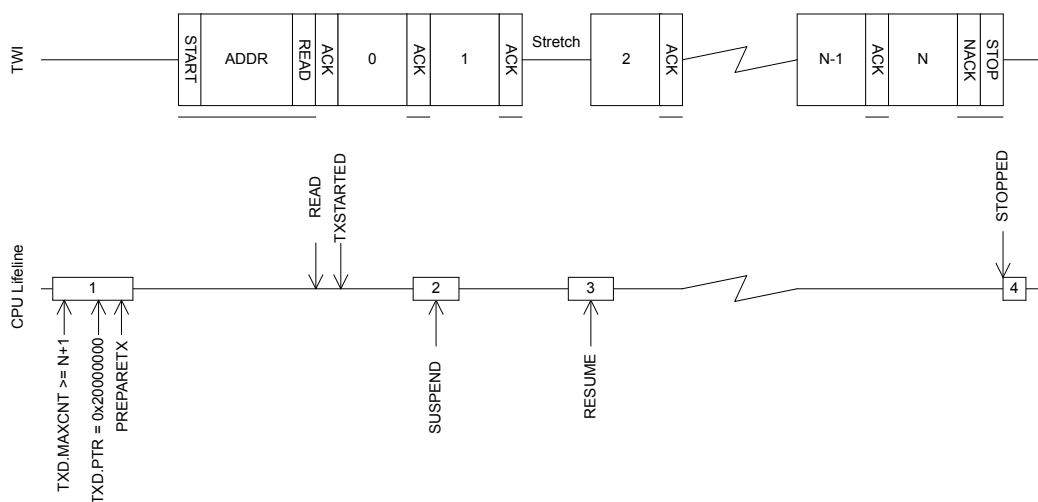 TWI
START
ADDR
READ
ACK
0
ACK
1
ACK
Stretch
2
ACK
N-1
ACK
N
NACK
STOP
CPU Lifeline
READ
TXSTARTED
STOPPED
1
2
3
4
TXD.MAXCNT >= N+1
TXD.PTR = 0x20000000
PREPARETX
SUSPEND
RESUME